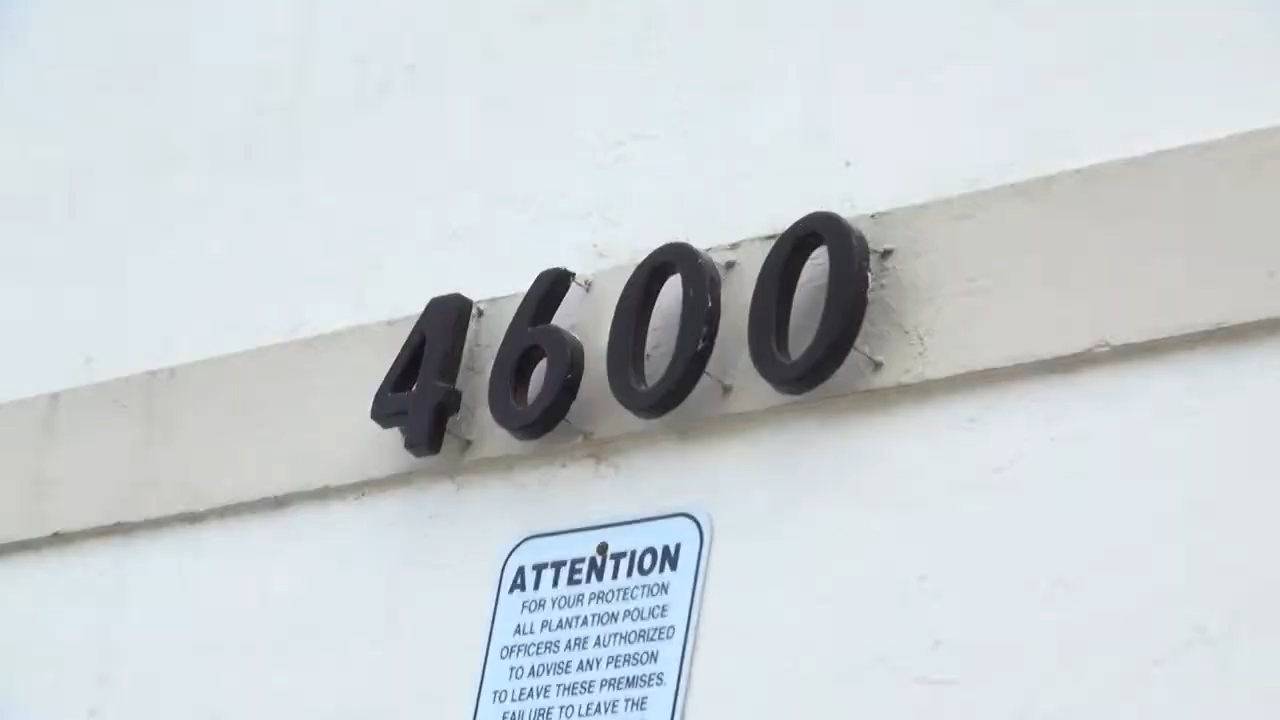 4600
ATTENTION
FOR YOUR PROTECTION
ALL PLANTATION POLICE
OFFICERS ARE AUTHORIZED
TO ADVISE ANY PERSON
TO LEAVE THESE PREMISES.
FAILURE TO LEAVE THE